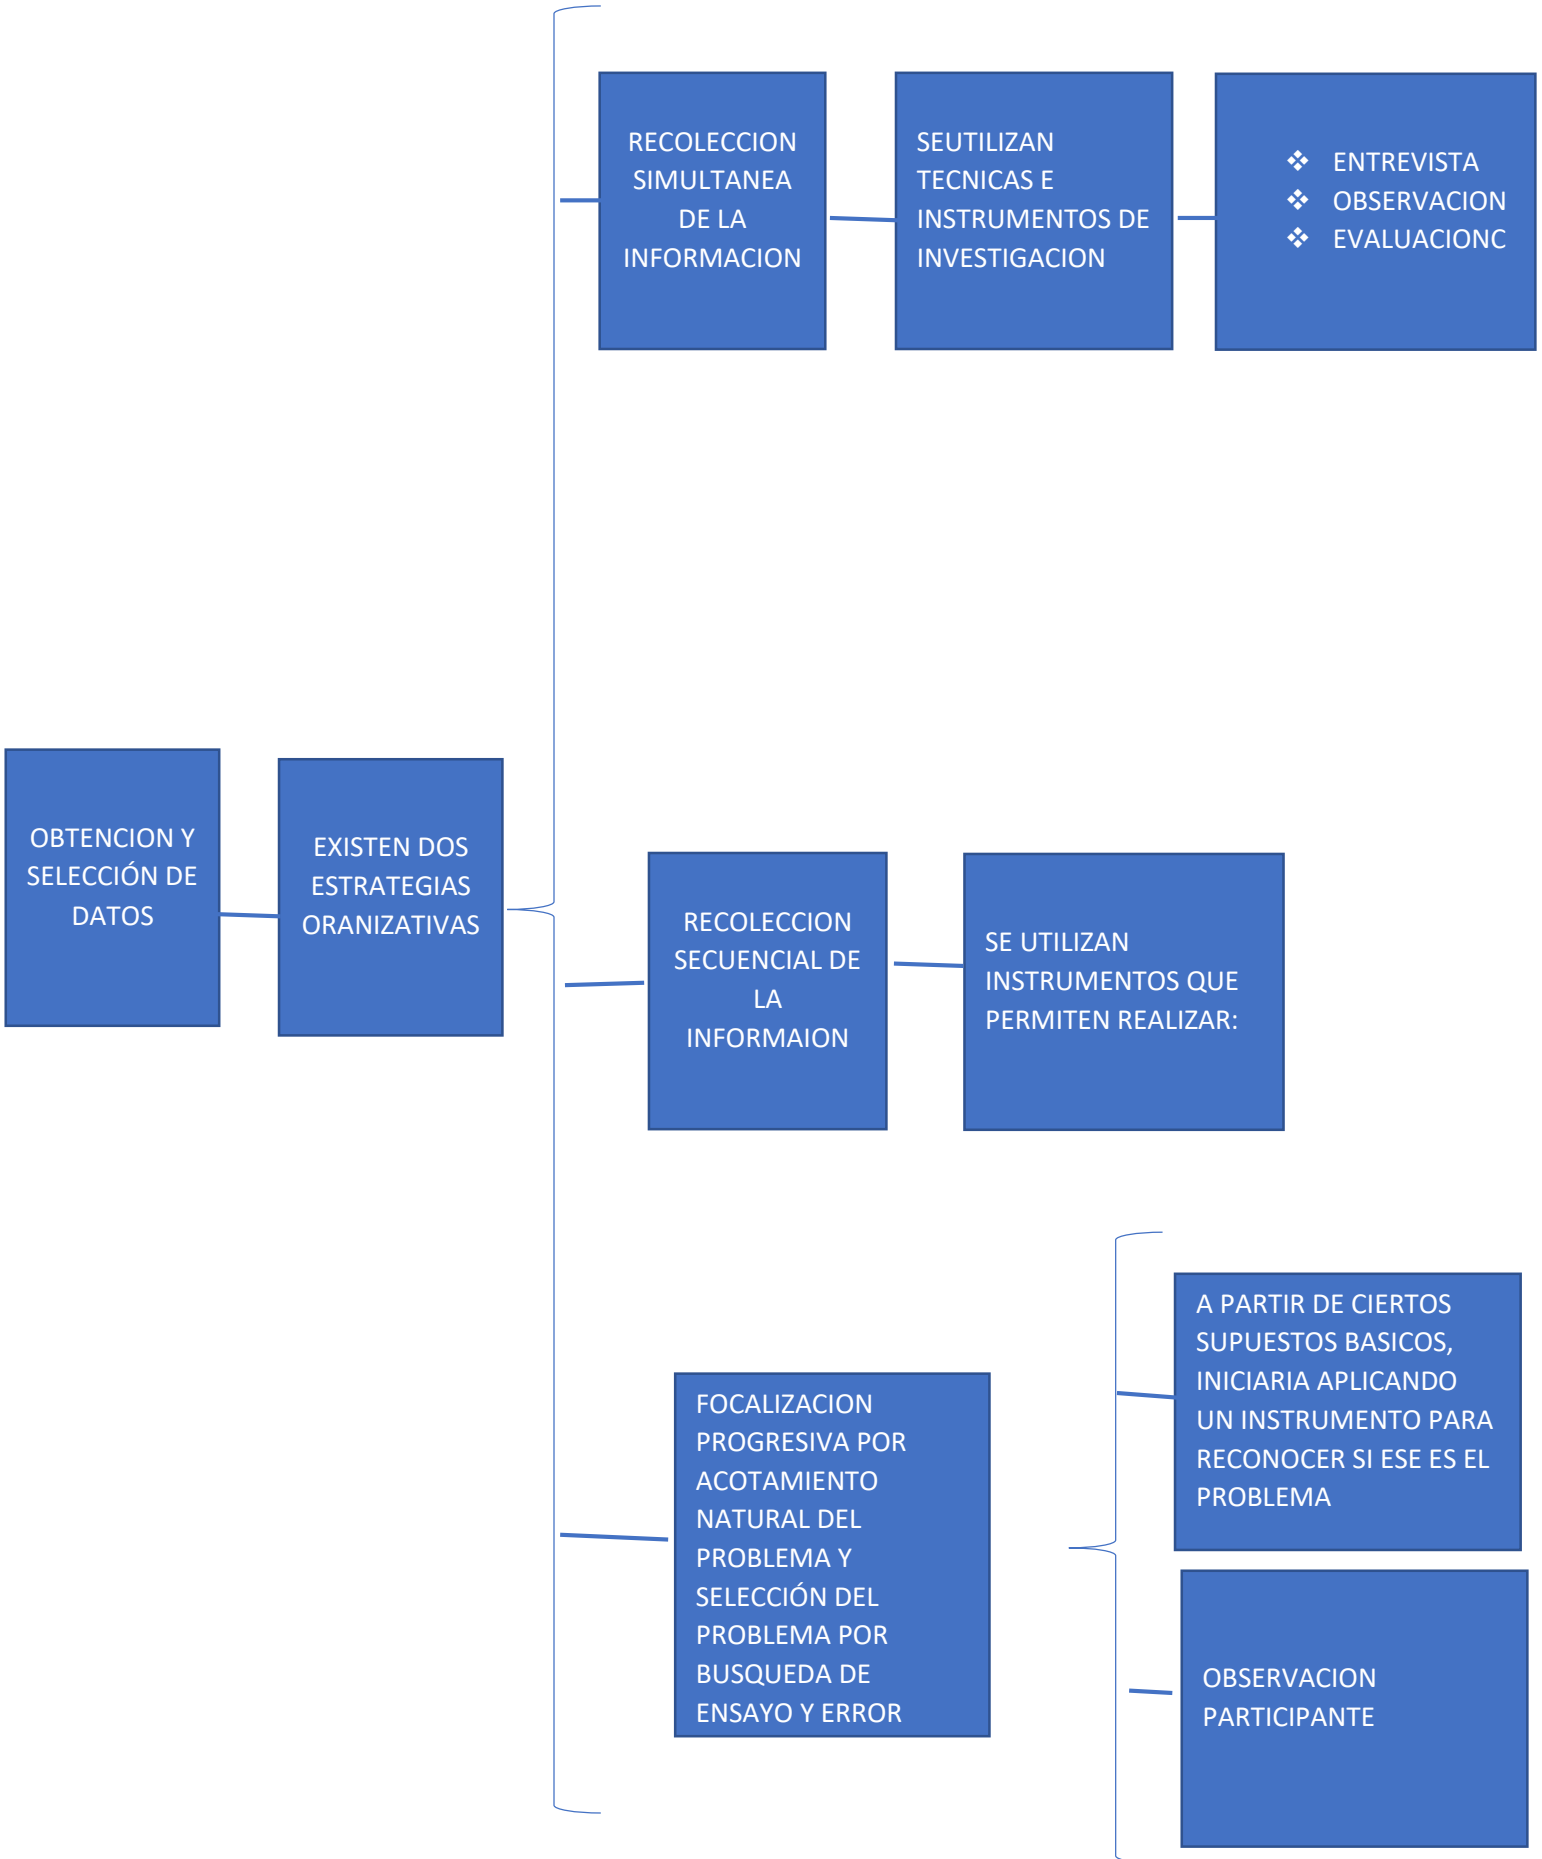 RECOLECCION
SIMULTANEA
DE LA
INFORMACION
SEUTILIZAN
TECNICAS E
INSTRUMENTOS DE
INVESTIGACION
❖ ENTREVISTA
❖ OBSERVACION
❖ EVALUACIONC
OBTENCION Y
SELECCIÓN DE
DATOS
EXISTEN DOS
ESTRATEGIAS
ORANIZATIVAS
RECOLECCION
SECUENCIAL DE
LA
INFORMAION
SE UTILIZAN
INSTRUMENTOS QUE
PERMITEN REALIZAR:
FOCALIZACION
PROGRESIVA POR
ACOTAMIENTO
NATURAL DEL
PROBLEMA Y
SELECCIÓN DEL
PROBLEMA POR
BUSQUEDA DE
ENSAYO Y ERROR
A PARTIR DE CIERTOS
SUPUESTOS BASICOS,
INICIARIA APLICANDO
UN INSTRUMENTO PARA
RECONOCER SI ESE ES EL
PROBLEMA
OBSERVACION
PARTICIPANTE